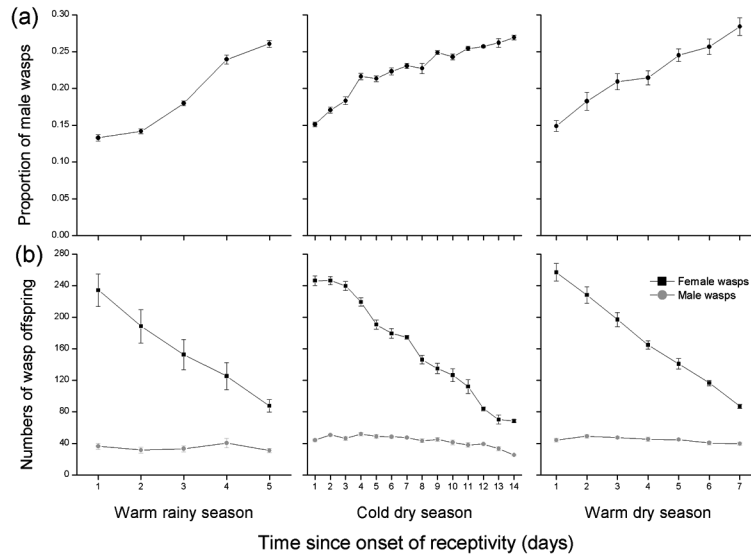 (a)
Proportion of male wasps
0.30
0.25
0.20
0.15
0.10
0.05
0.00
(b)
Numbers of wasp offspring
280
240
200
160
120
80
40
0
Female wasps
Male wasps
1 2 3 4 5
1 2 3 4 5 6 7 8 9 10 11 12 13 14
1 2 3 4 5 6 7
Warm rainy season
Cold dry season
Warm dry season
Time since onset of receptivity (days)